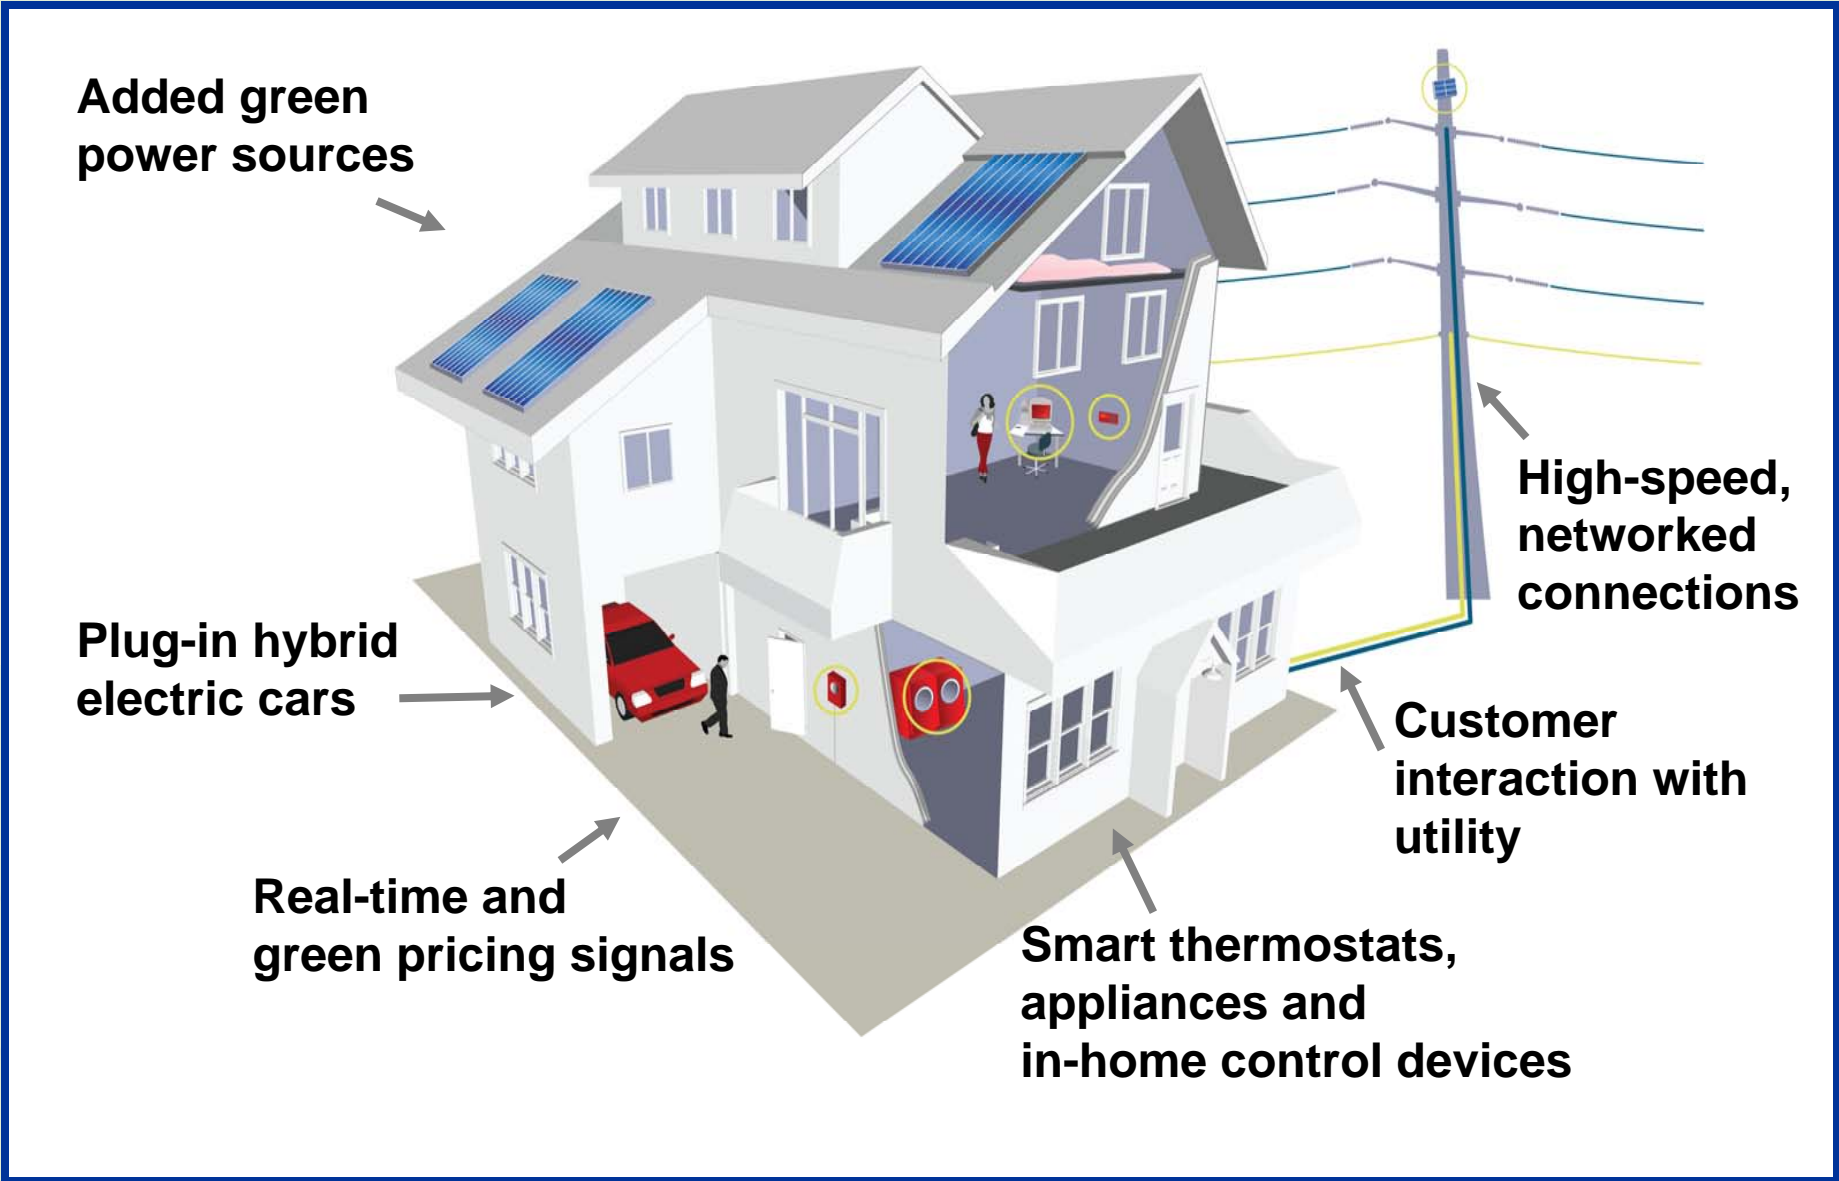 Added green
power sources
High-speed,
networked
connections
Plug-in hybrid
electric cars
Customer
interaction with
utility
Real-time and
green pricing signals
Smart thermostats,
appliances and
in-home control devices